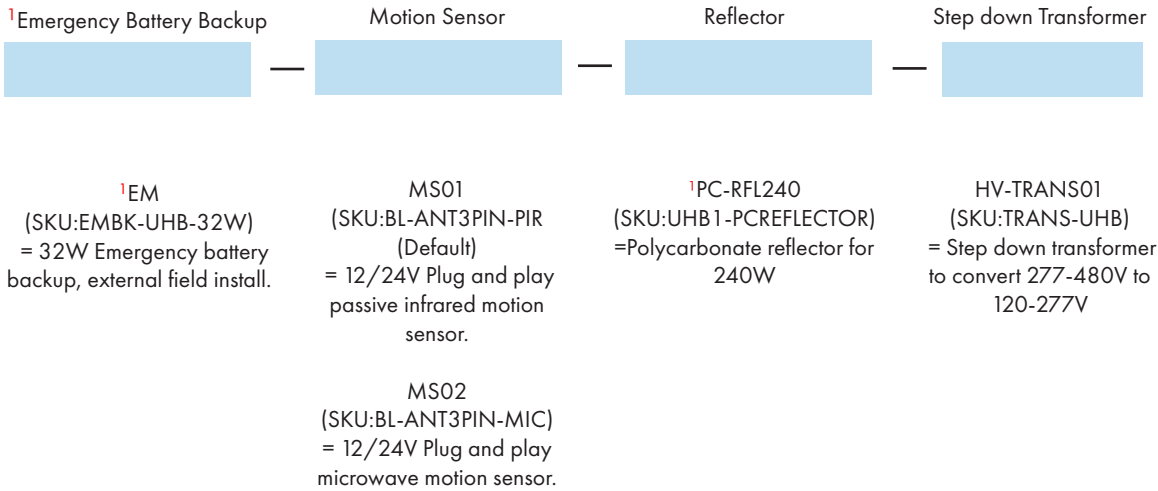 ¹Emergency Battery Backup
Motion Sensor
Reflector
Step down Transformer
— — —
¹EM
(SKU:EMBK-UHB-32W)
= 32W Emergency battery
backup, external field install.
MS01
(SKU:BL-ANT3PIN-PIR
(Default)
= 12/24V Plug and play
passive infrared motion
sensor.
MS02
(SKU:BL-ANT3PIN-MIC)
= 12/24V Plug and play
microwave motion sensor.
¹PC-RFL240
(SKU:UHB1-PCREFLECTOR)
=Polycarbonate reflector for
240W
HV-TRANS01
(SKU:TRANS-UHB)
= Step down transformer
to convert 277-480V to
120-277V